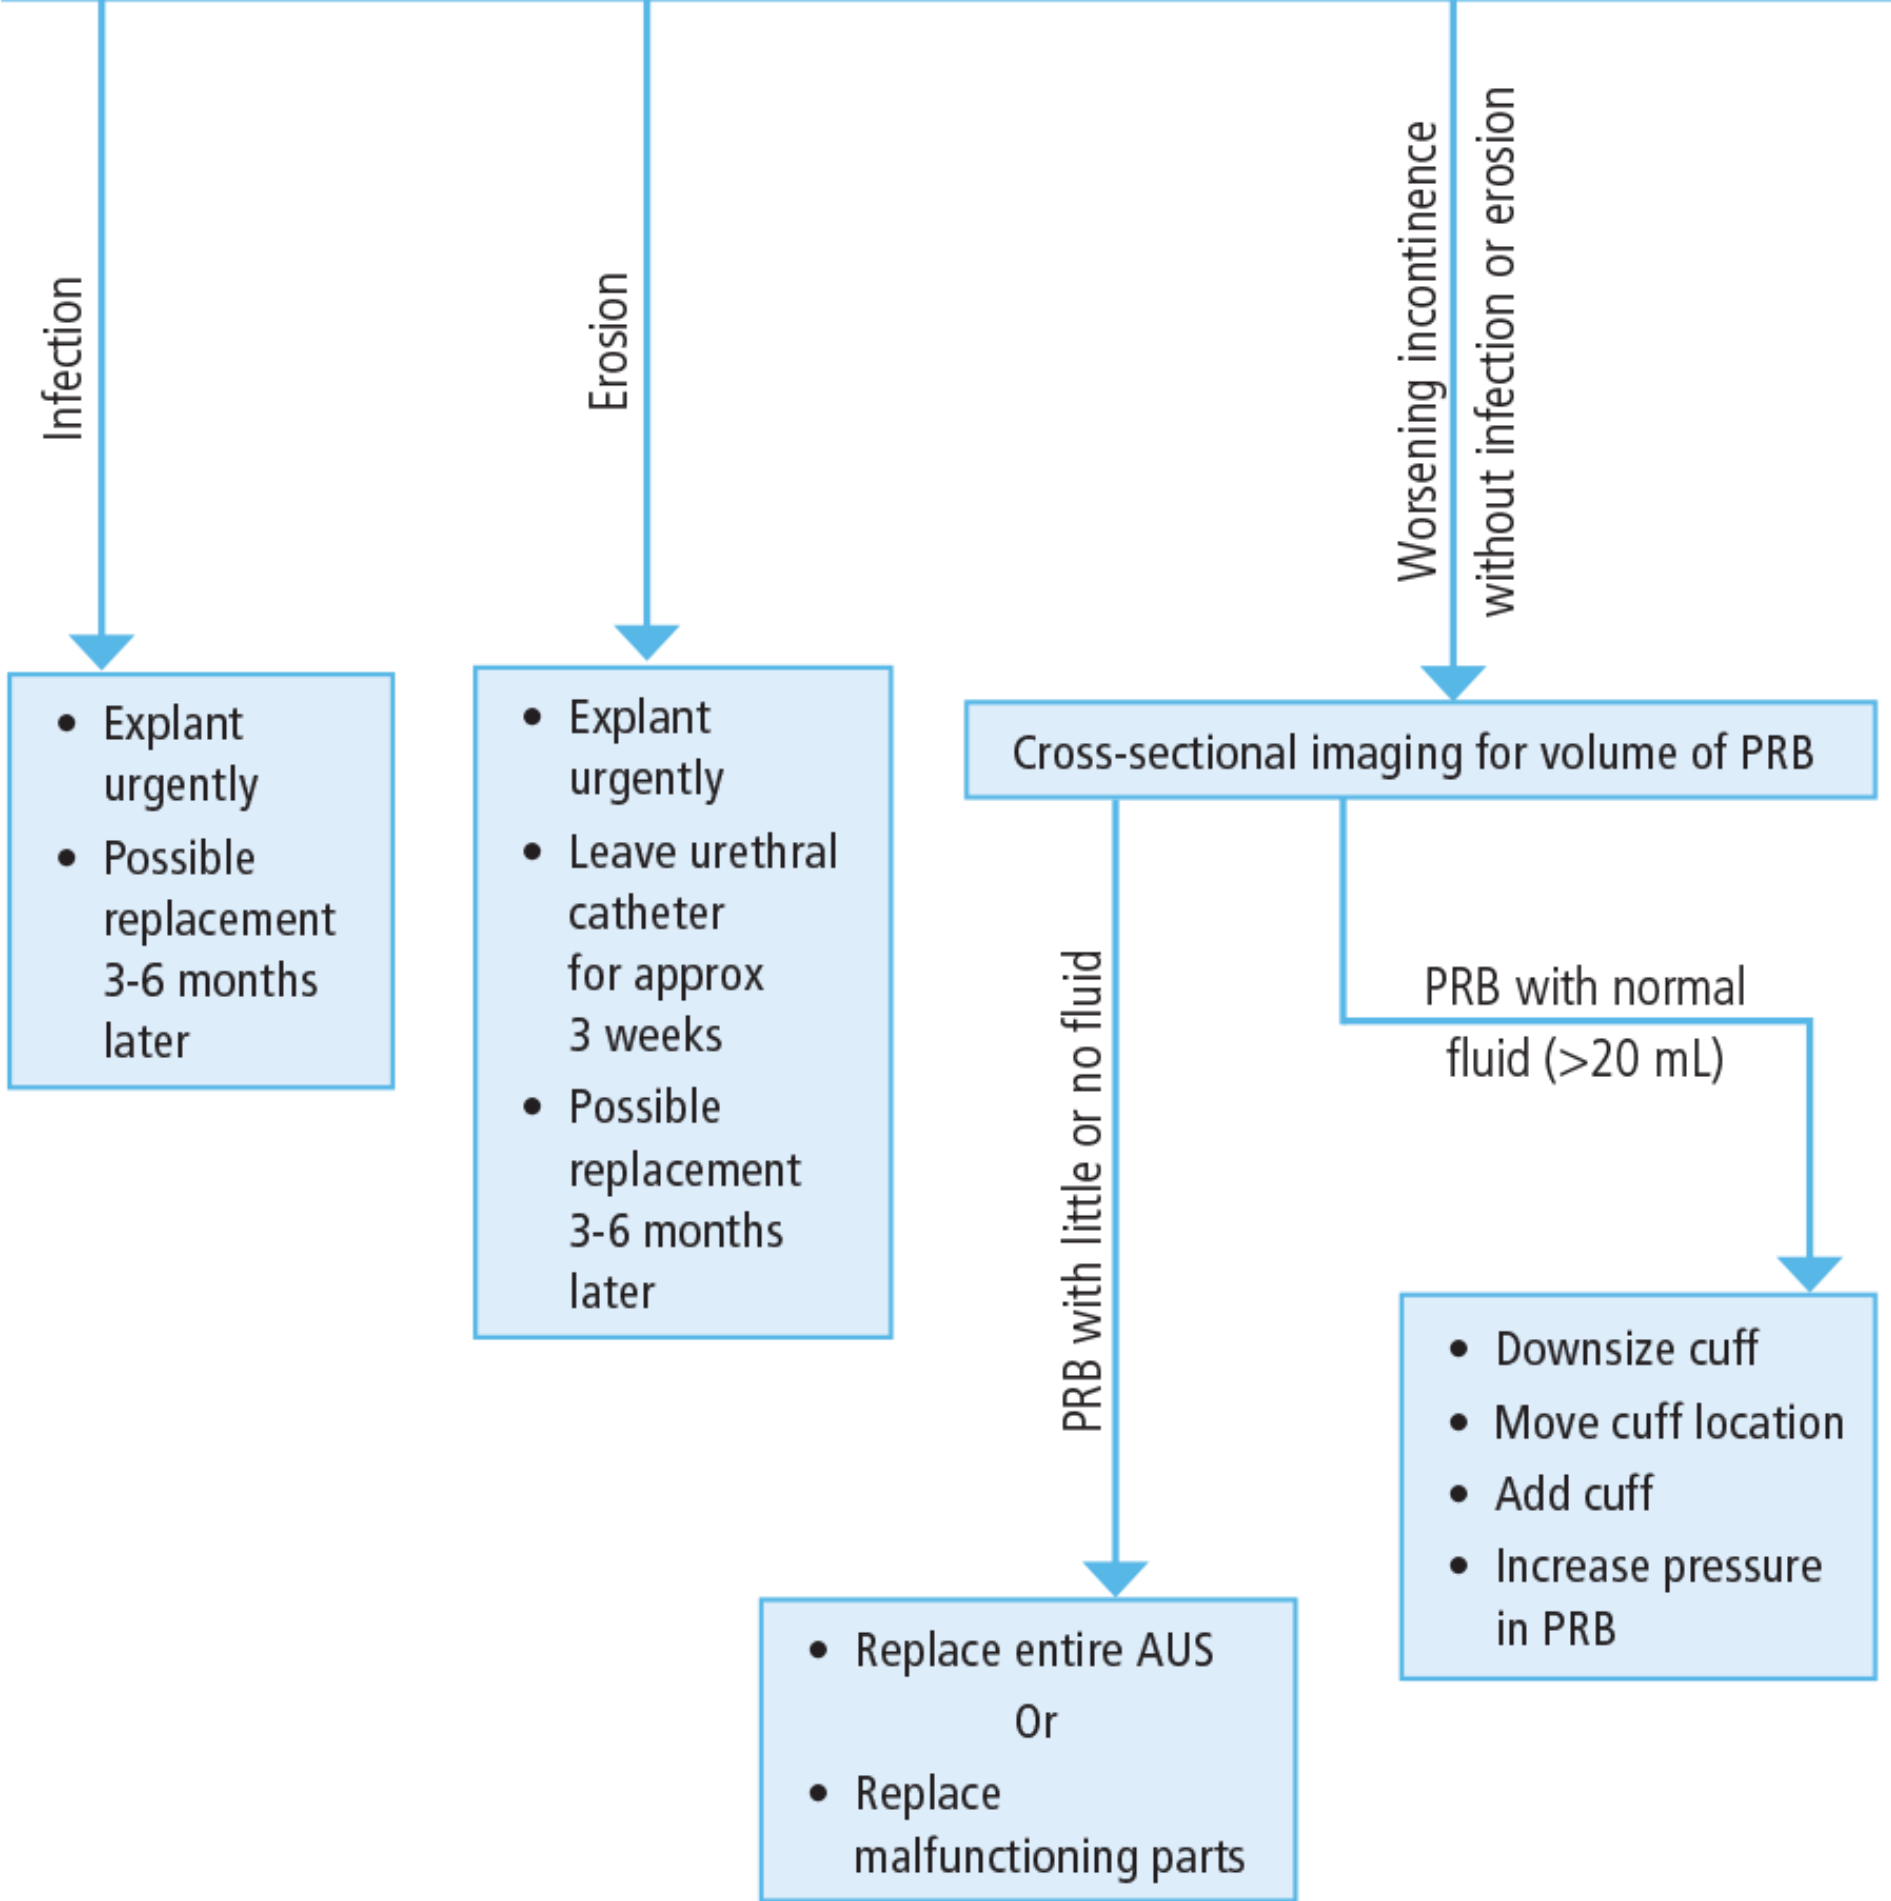 Infection
Erosion
Worsening incontinence
without infection or erosion
• Explant
urgently
• Possible
replacement
3-6 months
later
• Explant
urgently
• Leave urethral
catheter
for approx
3 weeks
• Possible
replacement
3-6 months
later
Cross-sectional imaging for volume of PRB
PRB with little or no fluid
PRB with normal
fluid (>20 mL)
• Downsize cuff
• Move cuff location
• Add cuff
• Increase pressure
in PRB
• Replace entire AUS
Or
• Replace
malfunctioning parts